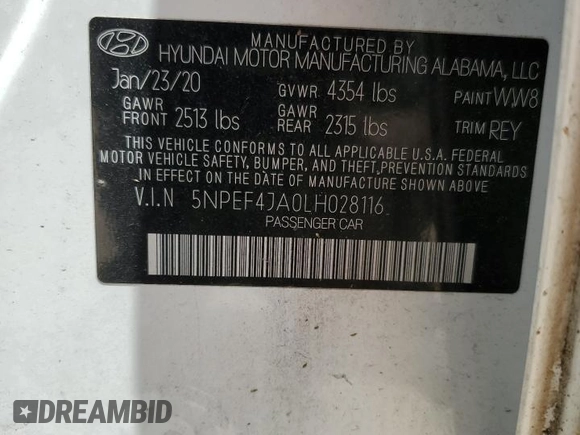 MANUFACTURED BY
HYUNDAI MOTOR MANUFACTURING ALABAMA, LLC
Jan/23/20 GVWR 4354 lbs PAINT WW8
GAWR FRONT 2513 lbs GAWR REAR 2315 lbs TRIM REY
THIS VEHICLE CONFORMS TO ALL APPLICABLE U.S.A. FEDERAL
MOTOR VEHICLE SAFETY, BUMPER, AND THEFT PREVENTION STANDARDS
IN EFFECT ON THE DATE OF MANUFACTURE SHOWN ABOVE
V.I.N 5NPEF4JA0LH028116
PASSENGER CAR
DREAMBID